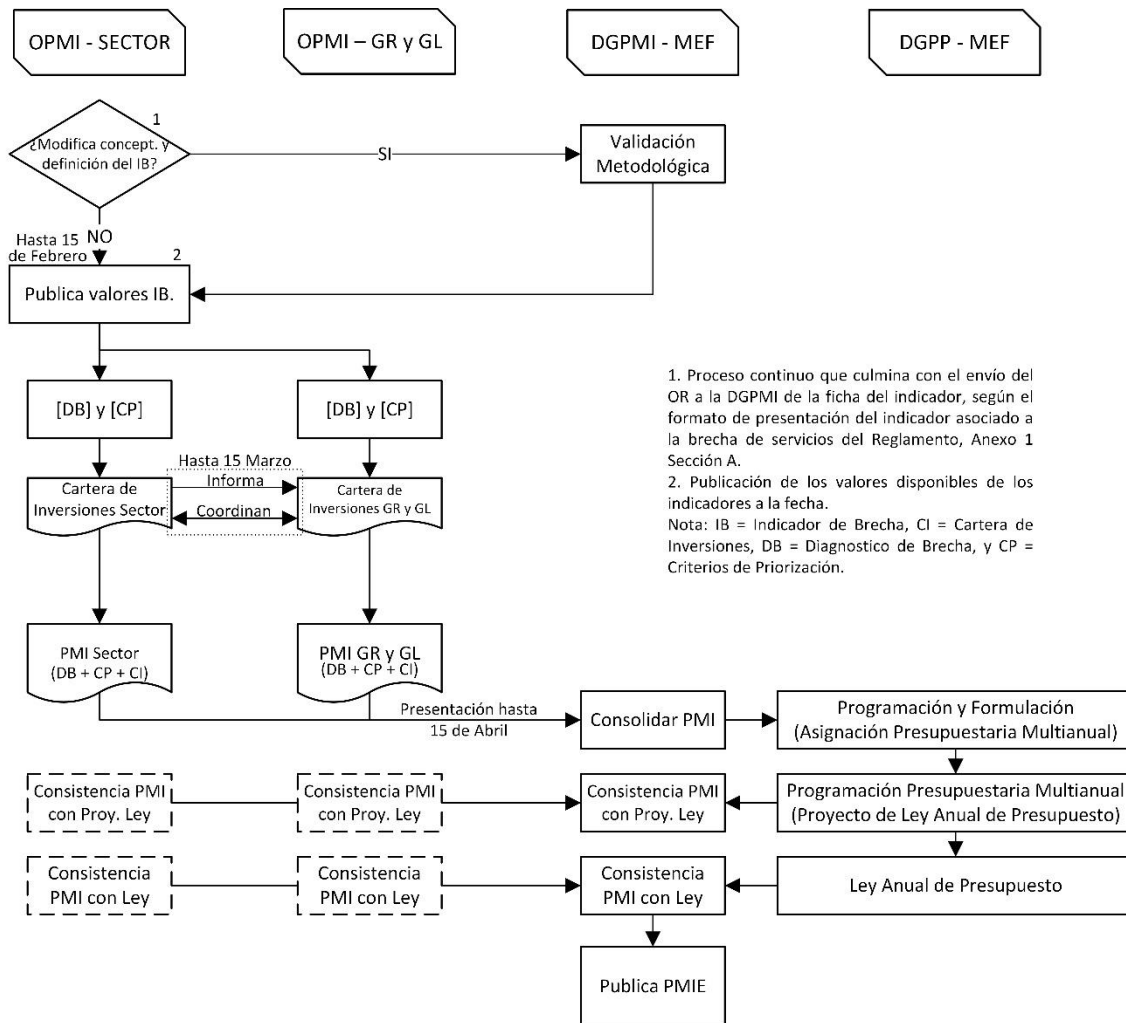 OPMI - SECTOR
OPMI – GR y GL
DGPMI - MEF
DGPP - MEF
1
¿Modifica concept. y
definición del IB?
SI
Validación
Metodológica
NO
Hasta 15
de Febrero
2
Publica valores IB.
[DB] y [CP]
[DB] y [CP]
Hasta 15 Marzo
Cartera de
Inversiones Sector
Informa
Coordinan
Cartera de
Inversiones GR y GL
1. Proceso continuo que culmina con el envío del
OR a la DGPMI de la ficha del indicador, según el
formato de presentación del indicador asociado a
la brecha de servicios del Reglamento, Anexo 1
Sección A.
2. Publicación de los valores disponibles de los
indicadores a la fecha.
Nota: IB = Indicador de Brecha, CI = Cartera de
Inversiones, DB = Diagnostico de Brecha, y CP =
Criterios de Priorización.
PMI Sector
(DB + CP + CI)
PMI GR y GL
(DB + CP + CI)
Presentación hasta
15 de Abril
Consolidar PMI
Programación y Formulación
(Asignación Presupuestaria Multianual)
Consistencia PMI
con Proy. Ley
Consistencia PMI
con Proy. Ley
Consistencia PMI
con Proy. Ley
Programación Presupuestaria Multianual
(Proyecto de Ley Anual de Presupuesto)
Consistencia
PMI con Ley
Consistencia
PMI con Ley
Consistencia
PMI con Ley
Ley Anual de Presupuesto
Publica PMIE